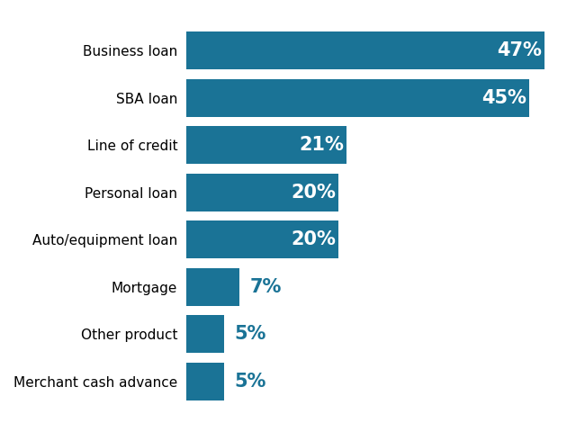 Business loan 47%
SBA loan 45%
Line of credit 21%
Personal loan 20%
Auto/equipment loan 20%
Mortgage 7%
Other product 5%
Merchant cash advance 5%